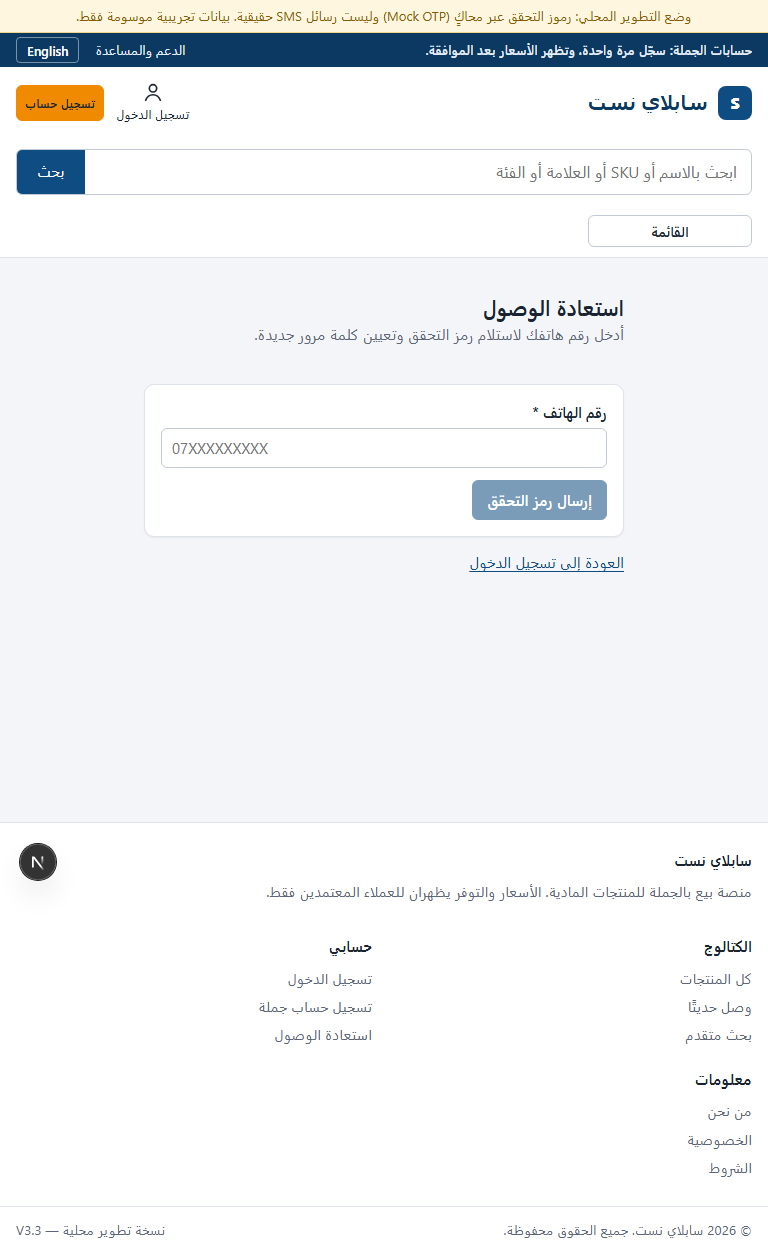 وضع التطوير المحلي: رموز التحقق عبر محاكٍ (Mock OTP) وليست رسائل SMS حقيقية. بيانات تجريبية موسومة فقط.
حسابات الجملة: سجّل مرة واحدة، وتظهر الأسعار بعد الموافقة.
الدعم والمساعدة
English
S
سابلاي نست
تسجيل الدخول
تسجيل حساب
ابحث بالاسم أو SKU أو العلامة أو الفئة
بحث
القائمة
استعادة الوصول
أدخل رقم هاتفك لاستلام رمز التحقق وتعيين كلمة مرور جديدة.
رقم الهاتف *
07XXXXXXXXX
إرسال رمز التحقق
العودة إلى تسجيل الدخول
سابلاي نست
N
منصة بيع بالجملة للمنتجات المادية. الأسعار والتوفر يظهران للعملاء المعتمدين فقط.
الكتالوج
كل المنتجات
وصل حديثًا
بحث متقدم
حسابي
تسجيل الدخول
تسجيل حساب جملة
استعادة الوصول
معلومات
من نحن
الخصوصية
الشروط
© 2026 سابلاي نست. جميع الحقوق محفوظة.
نسخة تطوير محلية — V3.3